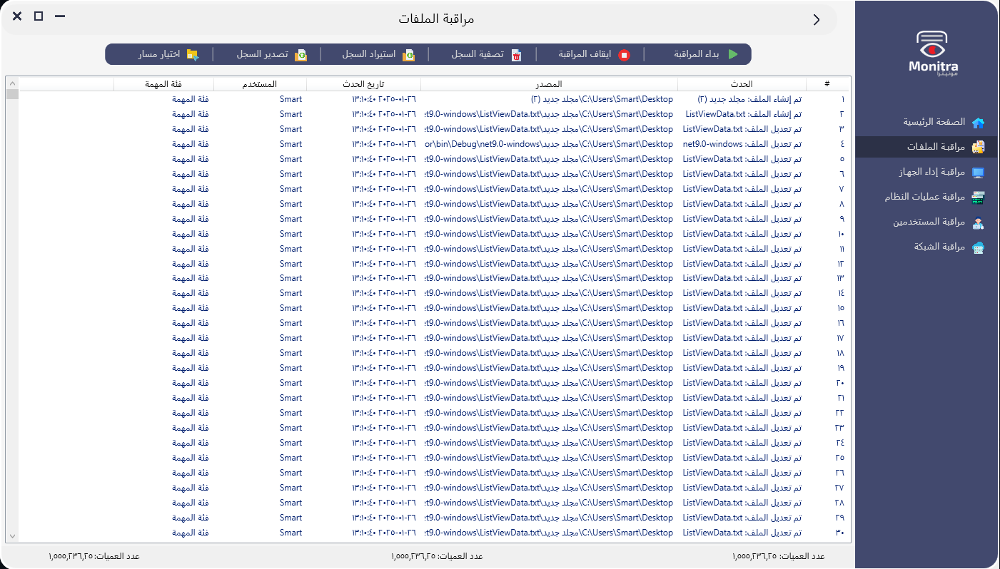 مراقبة الملفات
Monitra
مونيترا
الصفحة الرئيسية
مراقبـة الملفـات
مراقبـة إداء الجهـاز
مراقبة عمليات النظام
مراقبة المستخدمين
مراقبة الشبكة
بداء المراقبة ايقاف المراقبة تصفية السجل استيراد السجل تصدير السجل اختيار مسار
# الحدث المصدر تاريخ الحدث المستخدم فئة المهمة
١ تم إنشاء الملف: مجلد جديد (٢) C:\Users\Smart\Desktop\مجلد جديد (٢) ٢٦-٠١-٢٠٢٥ ١٣:١٠:٤٠ Smart فئة المهمة
٢ تم إنشاء الملف: ListViewData.txt C:\Users\Smart\Desktop\مجلد جديد\et9.0-windows\ListViewData.txt ٢٦-٠١-٢٠٢٥ ١٣:١٠:٤٠ Smart فئة المهمة
٣ تم تعديل الملف: ListViewData.txt C:\Users\Smart\Desktop\مجلد جديد\et9.0-windows\ListViewData.txt ٢٦-٠١-٢٠٢٥ ١٣:١٠:٤٠ Smart فئة المهمة
٤ تم تعديل الملف: net9.0-windows C:\Users\Smart\Desktop\مجلد جديد\or\bin\Debug\net9.0-windows ٢٦-٠١-٢٠٢٥ ١٣:١٠:٤٠ Smart فئة المهمة
٥ تم تعديل الملف: ListViewData.txt C:\Users\Smart\Desktop\مجلد جديد\et9.0-windows\ListViewData.txt ٢٦-٠١-٢٠٢٥ ١٣:١٠:٤٠ Smart فئة المهمة
٦ تم تعديل الملف: ListViewData.txt C:\Users\Smart\Desktop\مجلد جديد\et9.0-windows\ListViewData.txt ٢٦-٠١-٢٠٢٥ ١٣:١٠:٤٠ Smart فئة المهمة
٧ تم تعديل الملف: ListViewData.txt C:\Users\Smart\Desktop\مجلد جديد\et9.0-windows\ListViewData.txt ٢٦-٠١-٢٠٢٥ ١٣:١٠:٤٠ Smart فئة المهمة
٨ تم تعديل الملف: ListViewData.txt C:\Users\Smart\Desktop\مجلد جديد\et9.0-windows\ListViewData.txt ٢٦-٠١-٢٠٢٥ ١٣:١٠:٤٠ Smart فئة المهمة
٩ تم تعديل الملف: ListViewData.txt C:\Users\Smart\Desktop\مجلد جديد\et9.0-windows\ListViewData.txt ٢٦-٠١-٢٠٢٥ ١٣:١٠:٤٠ Smart فئة المهمة
١٠ تم تعديل الملف: ListViewData.txt C:\Users\Smart\Desktop\مجلد جديد\et9.0-windows\ListViewData.txt ٢٦-٠١-٢٠٢٥ ١٣:١٠:٤٠ Smart فئة المهمة
١١ تم تعديل الملف: ListViewData.txt C:\Users\Smart\Desktop\مجلد جديد\et9.0-windows\ListViewData.txt ٢٦-٠١-٢٠٢٥ ١٣:١٠:٤٠ Smart فئة المهمة
١٢ تم تعديل الملف: ListViewData.txt C:\Users\Smart\Desktop\مجلد جديد\et9.0-windows\ListViewData.txt ٢٦-٠١-٢٠٢٥ ١٣:١٠:٤٠ Smart فئة المهمة
١٣ تم تعديل الملف: ListViewData.txt C:\Users\Smart\Desktop\مجلد جديد\et9.0-windows\ListViewData.txt ٢٦-٠١-٢٠٢٥ ١٣:١٠:٤٠ Smart فئة المهمة
١٤ تم تعديل الملف: ListViewData.txt C:\Users\Smart\Desktop\مجلد جديد\et9.0-windows\ListViewData.txt ٢٦-٠١-٢٠٢٥ ١٣:١٠:٤٠ Smart فئة المهمة
١٥ تم تعديل الملف: ListViewData.txt C:\Users\Smart\Desktop\مجلد جديد\et9.0-windows\ListViewData.txt ٢٦-٠١-٢٠٢٥ ١٣:١٠:٤٠ Smart فئة المهمة
١٦ تم تعديل الملف: ListViewData.txt C:\Users\Smart\Desktop\مجلد جديد\et9.0-windows\ListViewData.txt ٢٦-٠١-٢٠٢٥ ١٣:١٠:٤٠ Smart فئة المهمة
١٧ تم تعديل الملف: ListViewData.txt C:\Users\Smart\Desktop\مجلد جديد\et9.0-windows\ListViewData.txt ٢٦-٠١-٢٠٢٥ ١٣:١٠:٤٠ Smart فئة المهمة
١٨ تم تعديل الملف: ListViewData.txt C:\Users\Smart\Desktop\مجلد جديد\et9.0-windows\ListViewData.txt ٢٦-٠١-٢٠٢٥ ١٣:١٠:٤٠ Smart فئة المهمة
١٩ تم تعديل الملف: ListViewData.txt C:\Users\Smart\Desktop\مجلد جديد\et9.0-windows\ListViewData.txt ٢٦-٠١-٢٠٢٥ ١٣:١٠:٤٠ Smart فئة المهمة
٢٠ تم تعديل الملف: ListViewData.txt C:\Users\Smart\Desktop\مجلد جديد\et9.0-windows\ListViewData.txt ٢٦-٠١-٢٠٢٥ ١٣:١٠:٤٠ Smart فئة المهمة
٢١ تم تعديل الملف: ListViewData.txt C:\Users\Smart\Desktop\مجلد جديد\et9.0-windows\ListViewData.txt ٢٦-٠١-٢٠٢٥ ١٣:١٠:٤٠ Smart فئة المهمة
٢٢ تم تعديل الملف: ListViewData.txt C:\Users\Smart\Desktop\مجلد جديد\et9.0-windows\ListViewData.txt ٢٦-٠١-٢٠٢٥ ١٣:١٠:٤٠ Smart فئة المهمة
٢٣ تم تعديل الملف: ListViewData.txt C:\Users\Smart\Desktop\مجلد جديد\et9.0-windows\ListViewData.txt ٢٦-٠١-٢٠٢٥ ١٣:١٠:٤٠ Smart فئة المهمة
٢٤ تم تعديل الملف: ListViewData.txt C:\Users\Smart\Desktop\مجلد جديد\et9.0-windows\ListViewData.txt ٢٦-٠١-٢٠٢٥ ١٣:١٠:٤٠ Smart فئة المهمة
٢٥ تم تعديل الملف: ListViewData.txt C:\Users\Smart\Desktop\مجلد جديد\et9.0-windows\ListViewData.txt ٢٦-٠١-٢٠٢٥ ١٣:١٠:٤٠ Smart فئة المهمة
٢٦ تم تعديل الملف: ListViewData.txt C:\Users\Smart\Desktop\مجلد جديد\et9.0-windows\ListViewData.txt ٢٦-٠١-٢٠٢٥ ١٣:١٠:٤٠ Smart فئة المهمة
٢٧ تم تعديل الملف: ListViewData.txt C:\Users\Smart\Desktop\مجلد جديد\et9.0-windows\ListViewData.txt ٢٦-٠١-٢٠٢٥ ١٣:١٠:٤٠ Smart فئة المهمة
٢٨ تم تعديل الملف: ListViewData.txt C:\Users\Smart\Desktop\مجلد جديد\et9.0-windows\ListViewData.txt ٢٦-٠١-٢٠٢٥ ١٣:١٠:٤٠ Smart فئة المهمة
٢٩ تم تعديل الملف: ListViewData.txt C:\Users\Smart\Desktop\مجلد جديد\et9.0-windows\ListViewData.txt ٢٦-٠١-٢٠٢٥ ١٣:١٠:٤٠ Smart فئة المهمة
٣٠ تم تعديل الملف: ListViewData.txt C:\Users\Smart\Desktop\مجلد جديد\et9.0-windows\ListViewData.txt ٢٦-٠١-٢٠٢٥ ١٣:١٠:٤٠ Smart فئة المهمة
عدد العميات: ١,٥٥٥,٢٣٦,٢٥ عدد العميات: ١,٥٥٥,٢٣٦,٢٥ عدد العميات: ١,٥٥٥,٢٣٦,٢٥